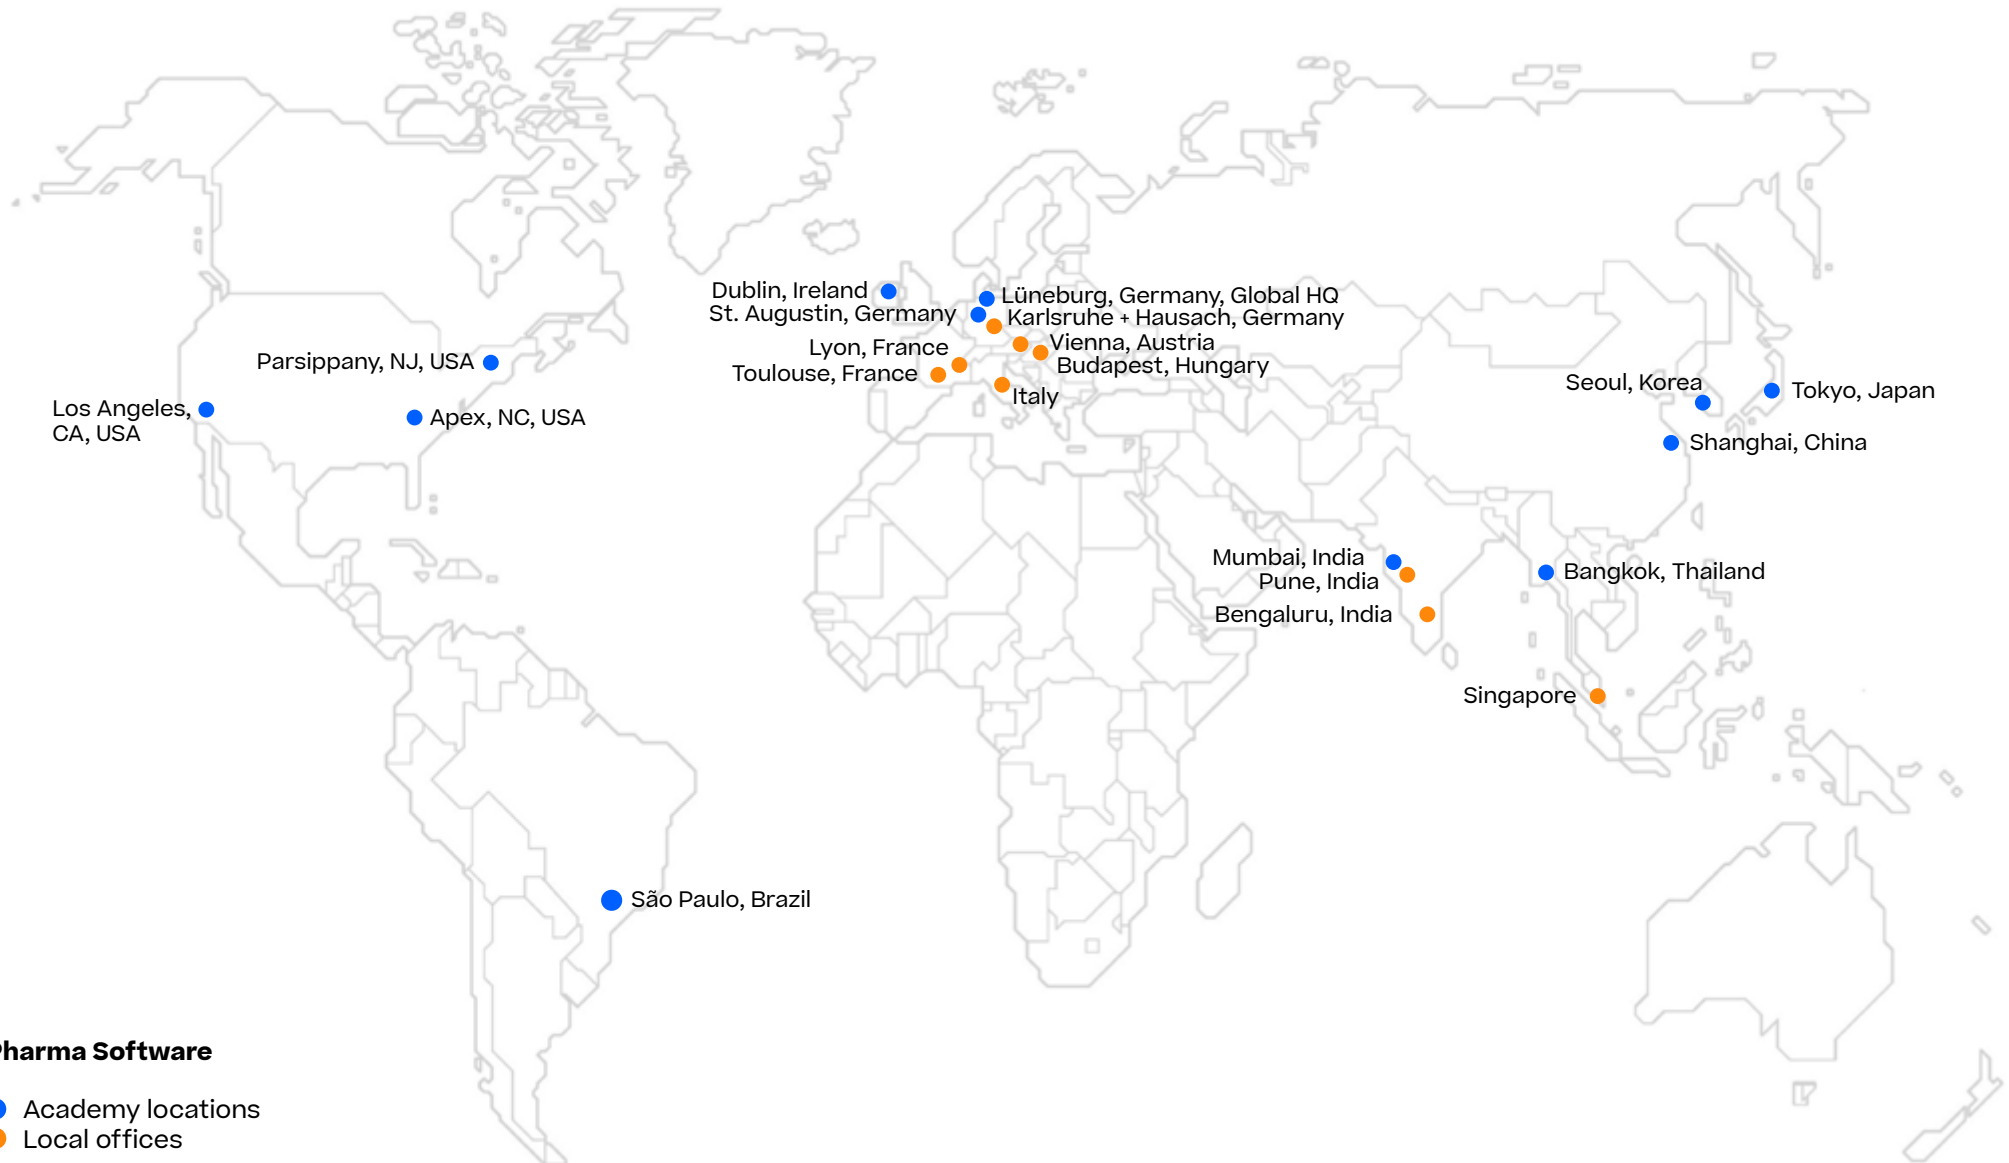 Dublin, Ireland
Lüneburg, Germany, Global HQ
St. Augustin, Germany
Karlsruhe + Hausach, Germany
Vienna, Austria
Lyon, France
Budapest, Hungary
Toulouse, France
Italy
Parsippany, NJ, USA
Los Angeles,
CA, USA
Apex, NC, USA
Seoul, Korea
Tokyo, Japan
Shanghai, China
Mumbai, India
Pune, India
Bangkok, Thailand
Bengaluru, India
Singapore
São Paulo, Brazil
Pharma Software
Academy locations
Local offices